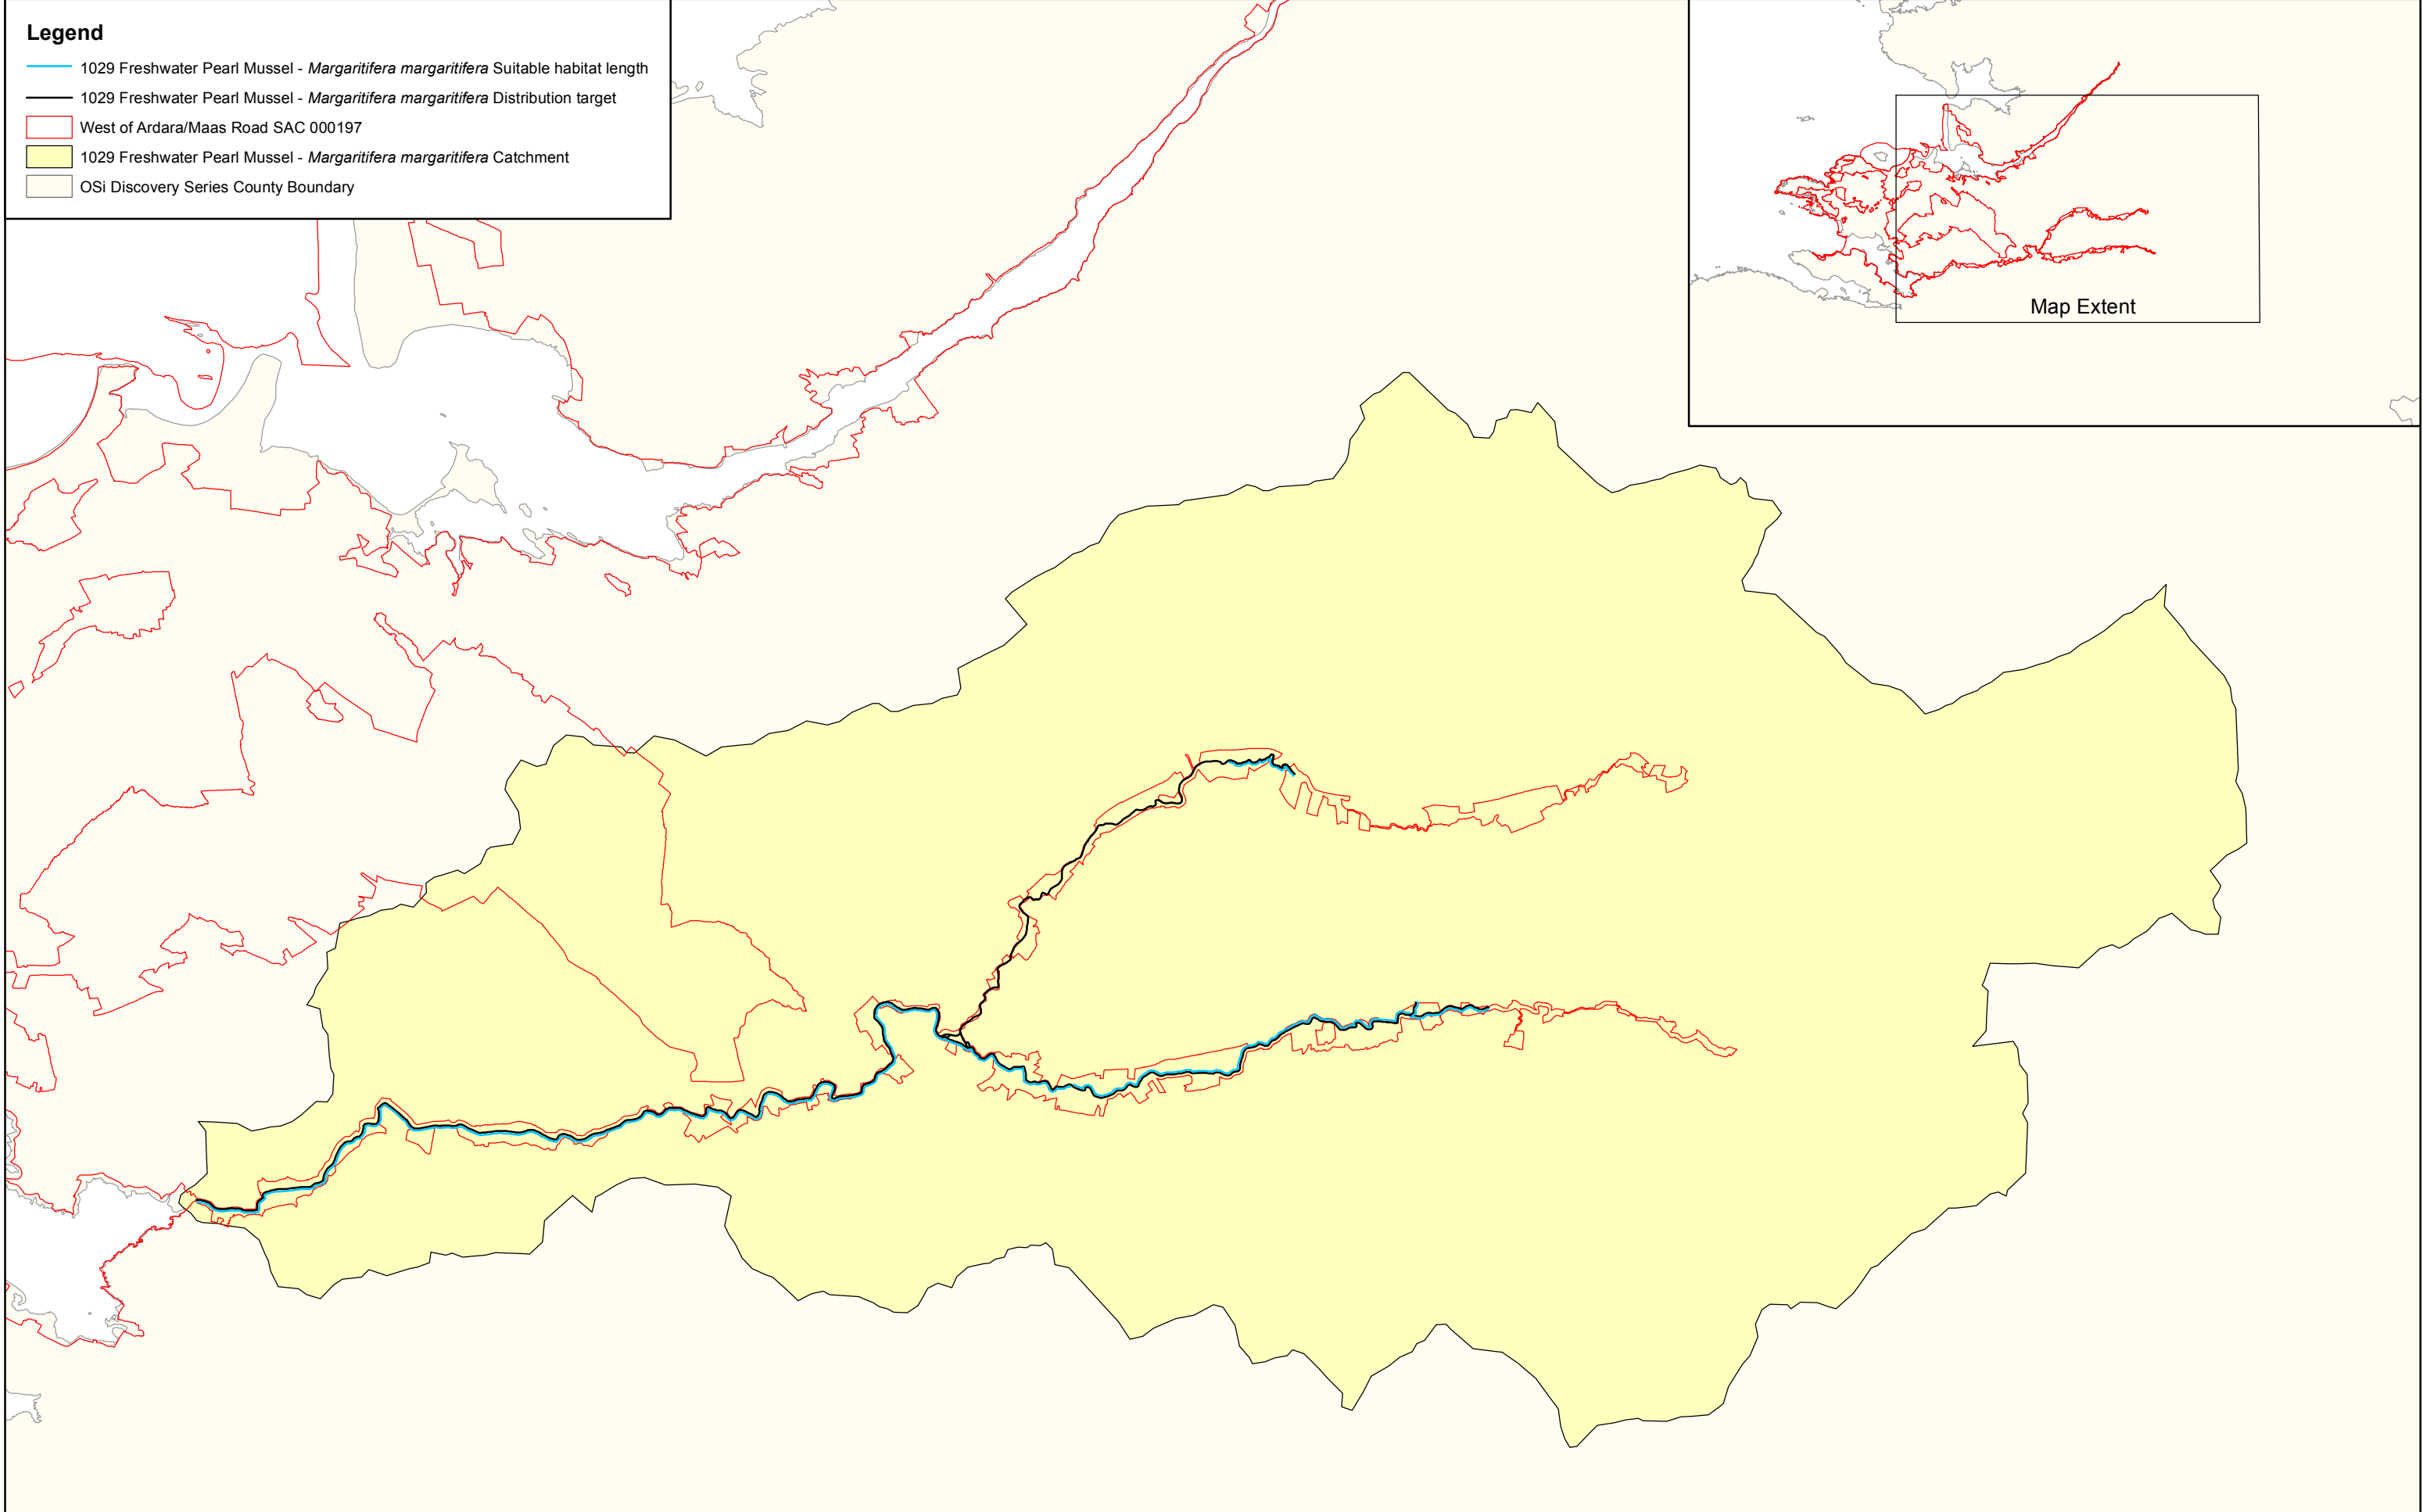 Legend
1029 Freshwater Pearl Mussel - Margaritifera margaritifera Suitable habitat length
1029 Freshwater Pearl Mussel - Margaritifera margaritifera Distribution target
West of Ardara/Maas Road SAC 000197
1029 Freshwater Pearl Mussel - Margaritifera margaritifera Catchment
OSi Discovery Series County Boundary
Map Extent